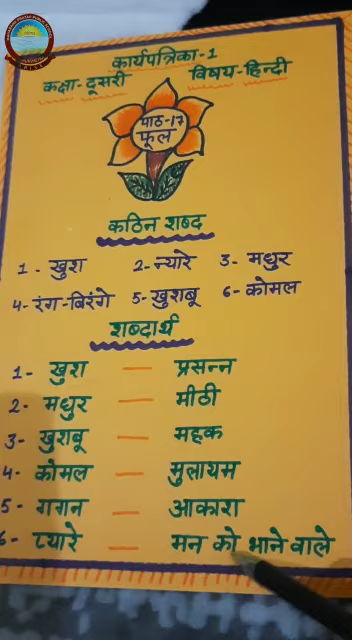 कार्यपत्रिका-1
कक्षा-दूसरी विषय-हिन्दी
पाठ-17
फूल
कठिन शब्द
1- खुश 2-न्यारे 3- मधुर
4-रंग-बिरंगे 5-खुशबू 6-कोमल
शब्दार्थ
1- खुश — प्रसन्न
2- मधुर — मीठी
3- खुशबू — महक
4- कोमल — मुलायम
5- गगन — आकाश
6- प्यारे — मन को भाने वाले